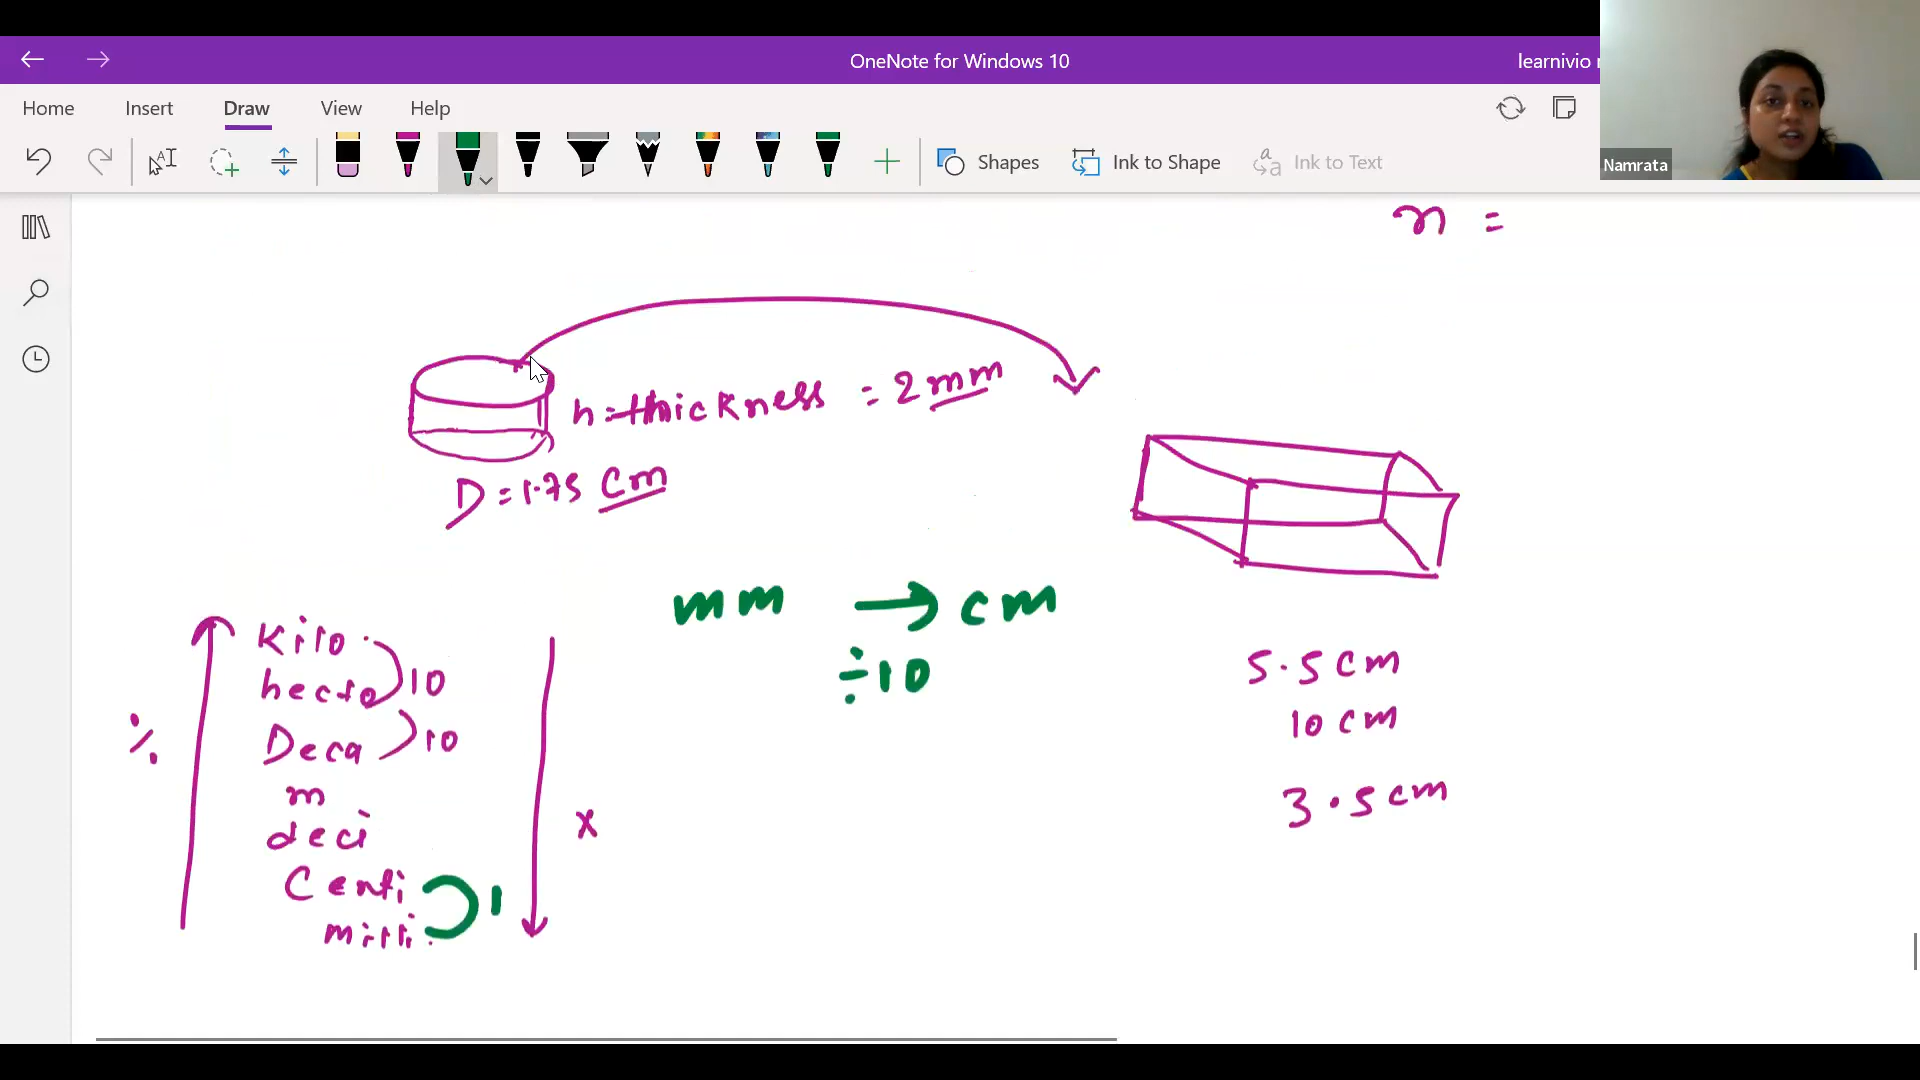 OneNote for Windows 10
learnivio
Home Insert Draw View Help
Shapes Ink to Shape Ink to Text
Namrata
n =
h = thickness = 2 mm
D = 1.75 cm
mm → cm
÷10
Kilo
hecto 10
Deca 10
m
deci
Centi
milli
1
÷
x
5.5 cm
10 cm
3.5 cm